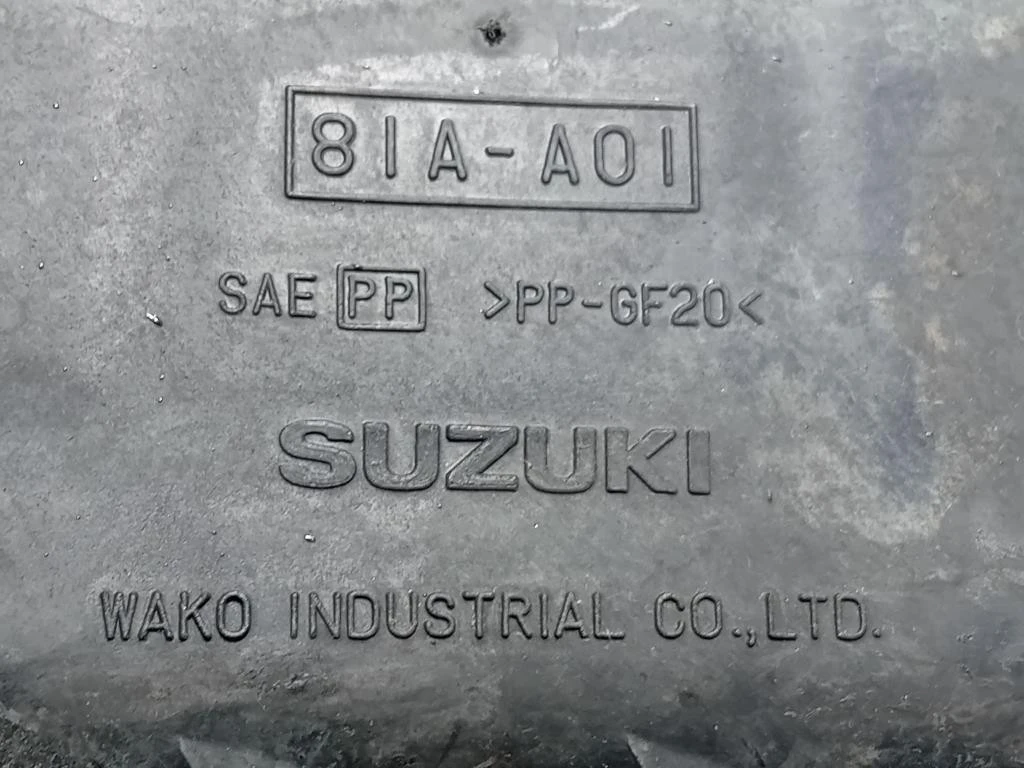 81A-A01
SAE PP >PP-GF20<
SUZUKI
WAKO INDUSTRIAL CO.,LTD.